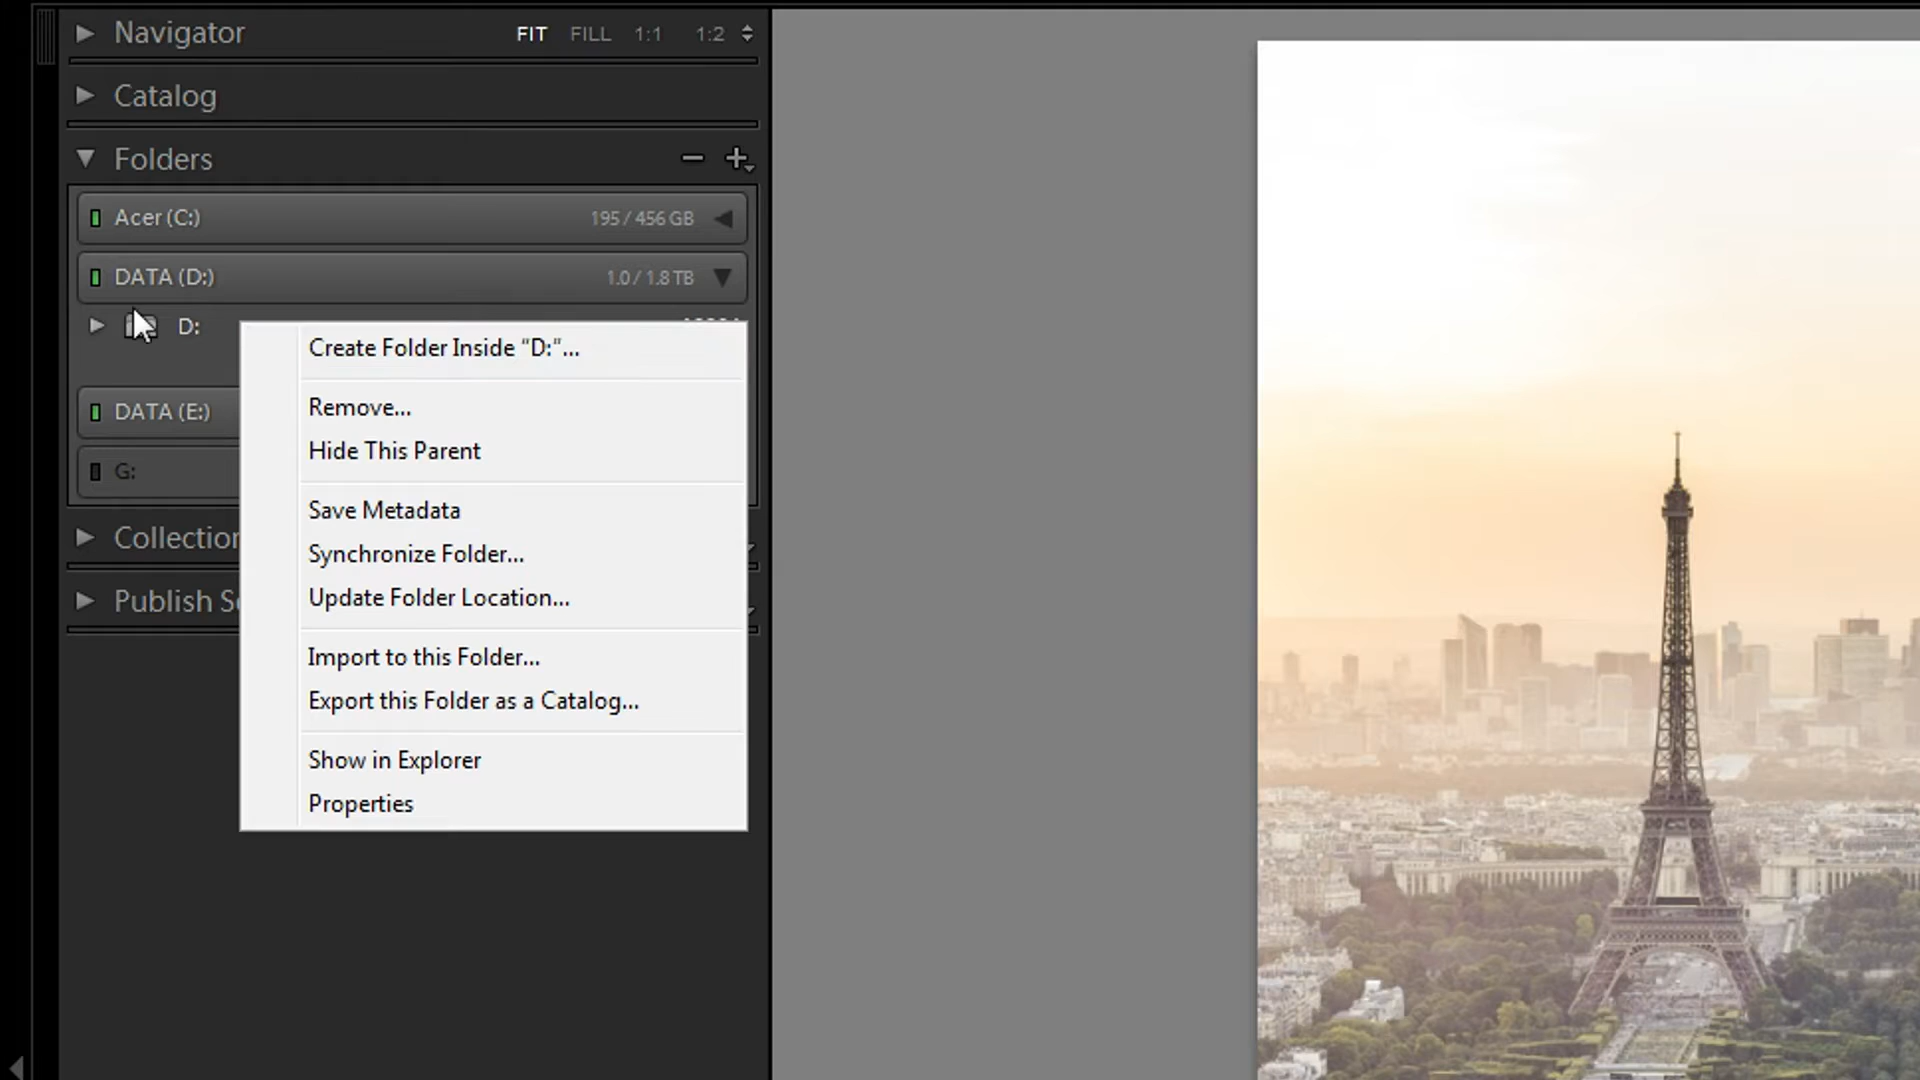 Navigator FIT FILL 1:1 1:2
Catalog
Folders
Acer (C:) 195 / 456 GB
DATA (D:) 1.0 / 1.8 TB
D:
Create Folder Inside “D:”...
Remove...
DATA (E:)
Hide This Parent
G:
Save Metadata
Collection
Synchronize Folder...
Update Folder Location...
Publish Se
Import to this Folder...
Export this Folder as a Catalog...
Show in Explorer
Properties